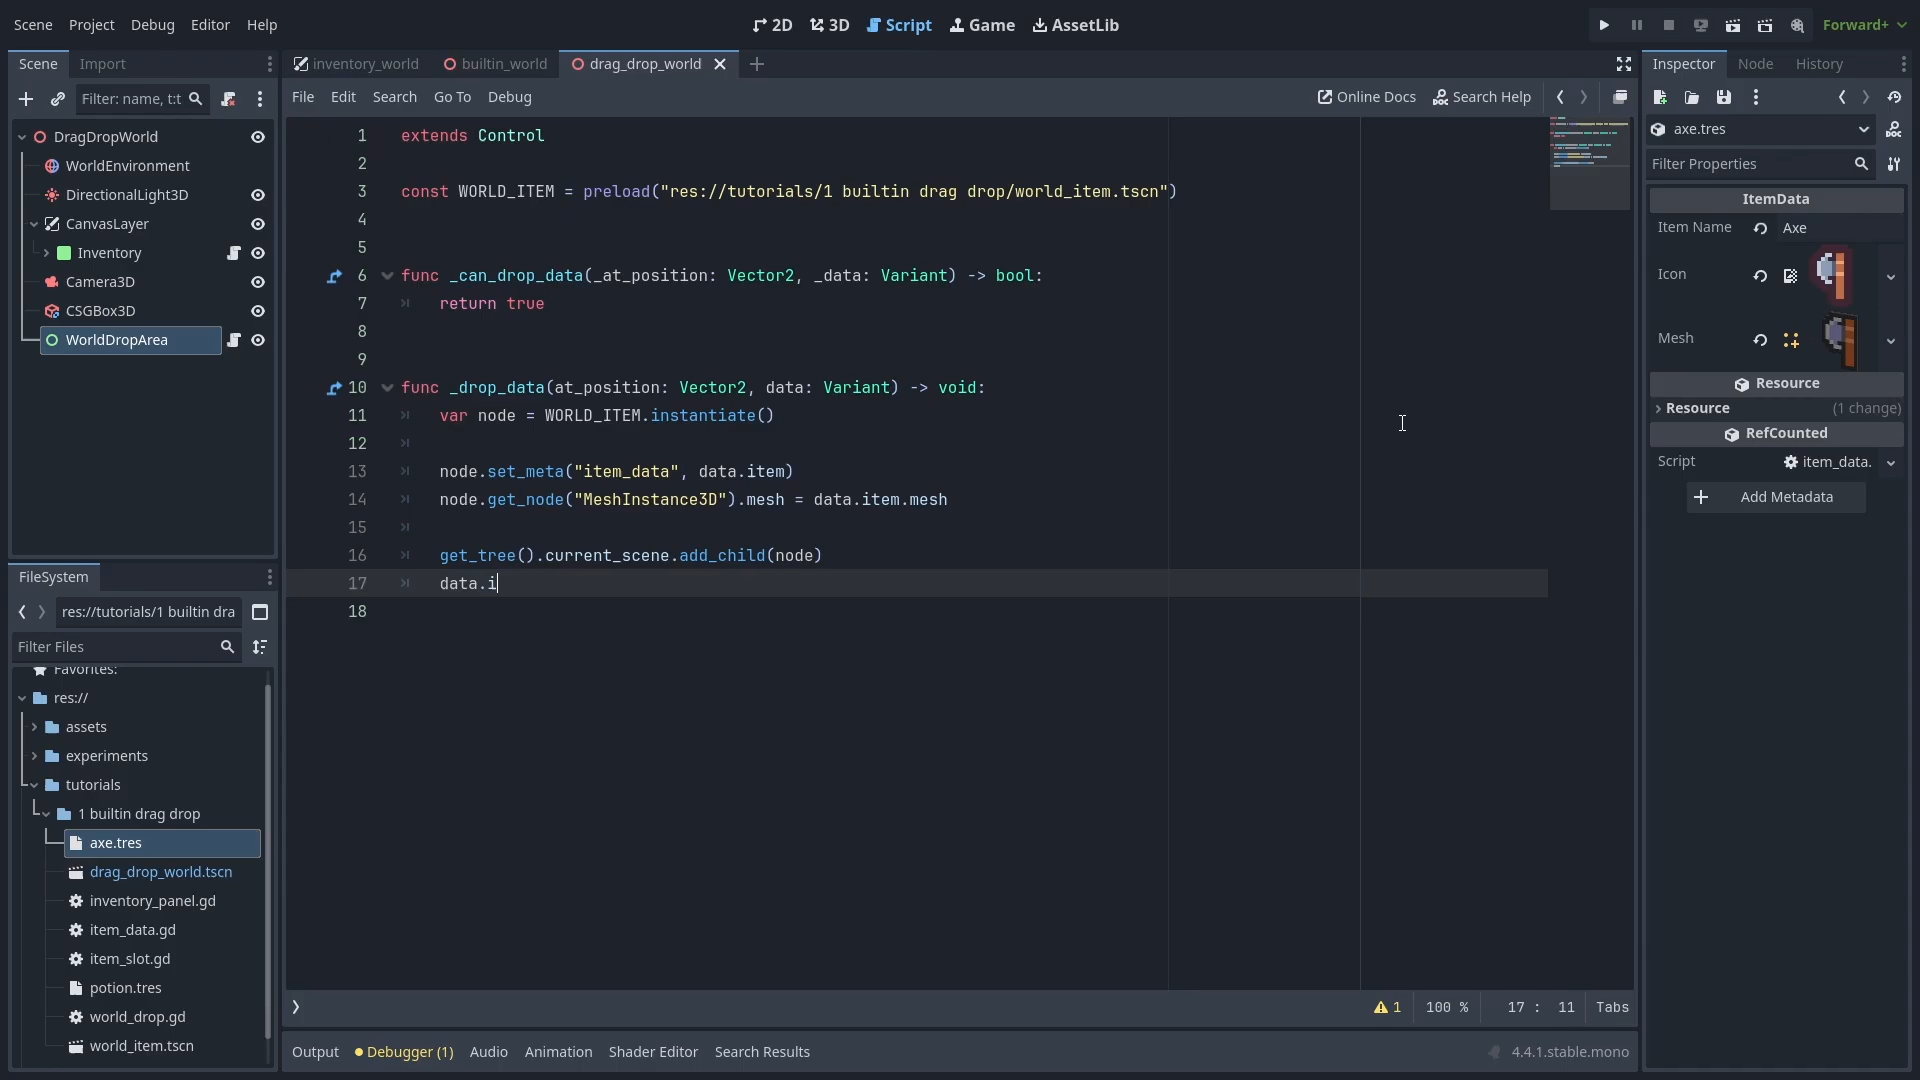 Scene Project Debug Editor Help
2D 3D Script Game AssetLib
Forward+
Scene Import
Filter: name, t:t
DragDropWorld
WorldEnvironment
DirectionalLight3D
CanvasLayer
Inventory
Camera3D
CSGBox3D
WorldDropArea
FileSystem
res://tutorials/1 builtin dra
Filter Files
Favorites:
res://
assets
experiments
tutorials
1 builtin drag drop
axe.tres
drag_drop_world.tscn
inventory_panel.gd
item_data.gd
item_slot.gd
potion.tres
world_drop.gd
world_item.tscn
inventory_world builtin_world drag_drop_world
File Edit Search Go To Debug
Online Docs Search Help
1 extends Control
2
3 const WORLD_ITEM = preload("res://tutorials/1 builtin drag drop/world_item.tscn")
4
5
6 func _can_drop_data(_at_position: Vector2, _data: Variant) -> bool:
7 return true
8
9
10 func _drop_data(at_position: Vector2, data: Variant) -> void:
11 var node = WORLD_ITEM.instantiate()
12
13 node.set_meta("item_data", data.item)
14 node.get_node("MeshInstance3D").mesh = data.item.mesh
15
16 get_tree().current_scene.add_child(node)
17 data.i
18
1 100 % 17 : 11 Tabs
Output Debugger (1) Audio Animation Shader Editor Search Results
4.4.1.stable.mono
Inspector Node History
axe.tres
Filter Properties
ItemData
Item Name Axe
Icon
Mesh
Resource
Resource (1 change)
RefCounted
Script item_data.
Add Metadata